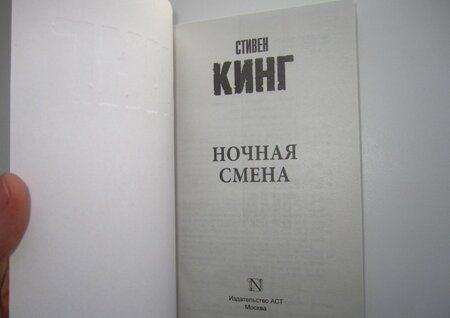 СТИВЕН
КИНГ
НОЧНАЯ
СМЕНА
N
Издательство АСТ
Москва